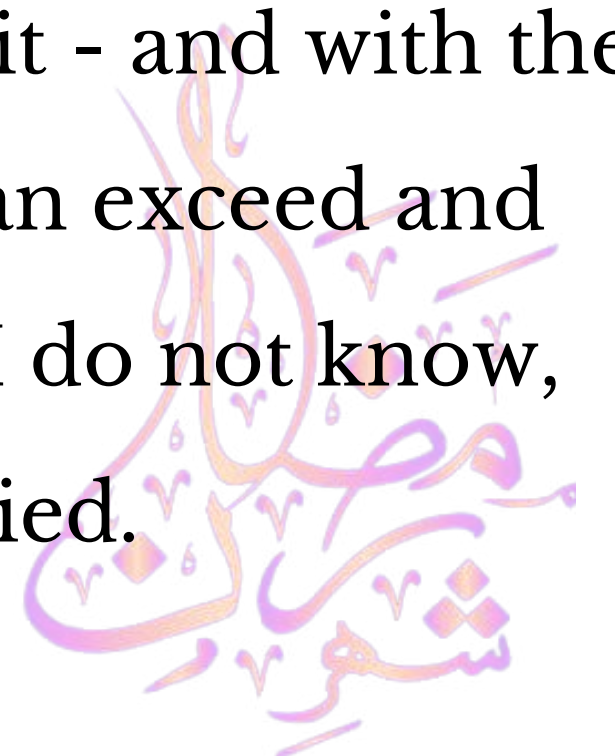 it - and with the
an exceed and
I do not know,
ied.
شهر رمضان